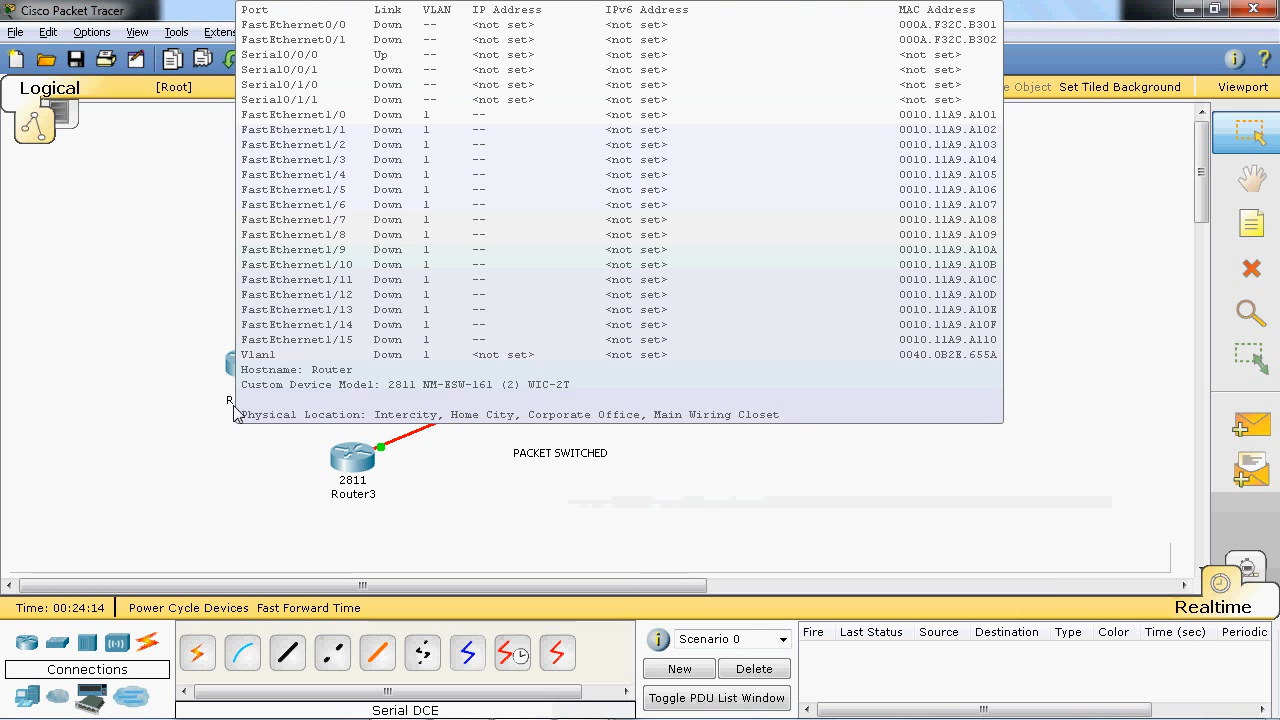 Cisco Packet Tracer
File Edit Options View Tools Extens
Logical [Root] Object Set Tiled Background Viewport
Port Link VLAN IP Address IPv6 Address MAC Address
FastEthernet0/0 Down -- <not set> <not set> 000A.F32C.B301
FastEthernet0/1 Down -- <not set> <not set> 000A.F32C.B302
Serial0/0/0 Up -- <not set> <not set> <not set>
Serial0/0/1 Down -- <not set> <not set> <not set>
Serial0/1/0 Down -- <not set> <not set> <not set>
Serial0/1/1 Down -- <not set> <not set> <not set>
FastEthernet1/0 Down 1 -- <not set> 0010.11A9.A101
FastEthernet1/1 Down 1 -- <not set> 0010.11A9.A102
FastEthernet1/2 Down 1 -- <not set> 0010.11A9.A103
FastEthernet1/3 Down 1 -- <not set> 0010.11A9.A104
FastEthernet1/4 Down 1 -- <not set> 0010.11A9.A105
FastEthernet1/5 Down 1 -- <not set> 0010.11A9.A106
FastEthernet1/6 Down 1 -- <not set> 0010.11A9.A107
FastEthernet1/7 Down 1 -- <not set> 0010.11A9.A108
FastEthernet1/8 Down 1 -- <not set> 0010.11A9.A109
FastEthernet1/9 Down 1 -- <not set> 0010.11A9.A10A
FastEthernet1/10 Down 1 -- <not set> 0010.11A9.A10B
FastEthernet1/11 Down 1 -- <not set> 0010.11A9.A10C
FastEthernet1/12 Down 1 -- <not set> 0010.11A9.A10D
FastEthernet1/13 Down 1 -- <not set> 0010.11A9.A10E
FastEthernet1/14 Down 1 -- <not set> 0010.11A9.A10F
FastEthernet1/15 Down 1 -- <not set> 0010.11A9.A110
Vlan1 Down 1 <not set> <not set> 0040.0B2E.655A
Hostname: Router
Custom Device Model: 2811 NM-ESW-161 (2) WIC-2T
Physical Location: Intercity, Home City, Corporate Office, Main Wiring Closet
R
PACKET SWITCHED
2811
Router3
Time: 00:24:14 Power Cycle Devices Fast Forward Time
Realtime
Connections
Serial DCE
Scenario 0
New Delete
Toggle PDU List Window
Fire Last Status Source Destination Type Color Time (sec) Periodic